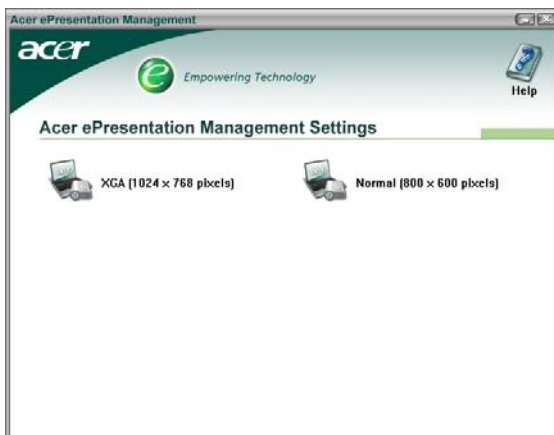 Acer ePresentation Management
acer
e Empowering Technology
Help
Acer ePresentation Management Settings
XGA (1024 x 768 pixels)
Normal (800 x 600 pixels)